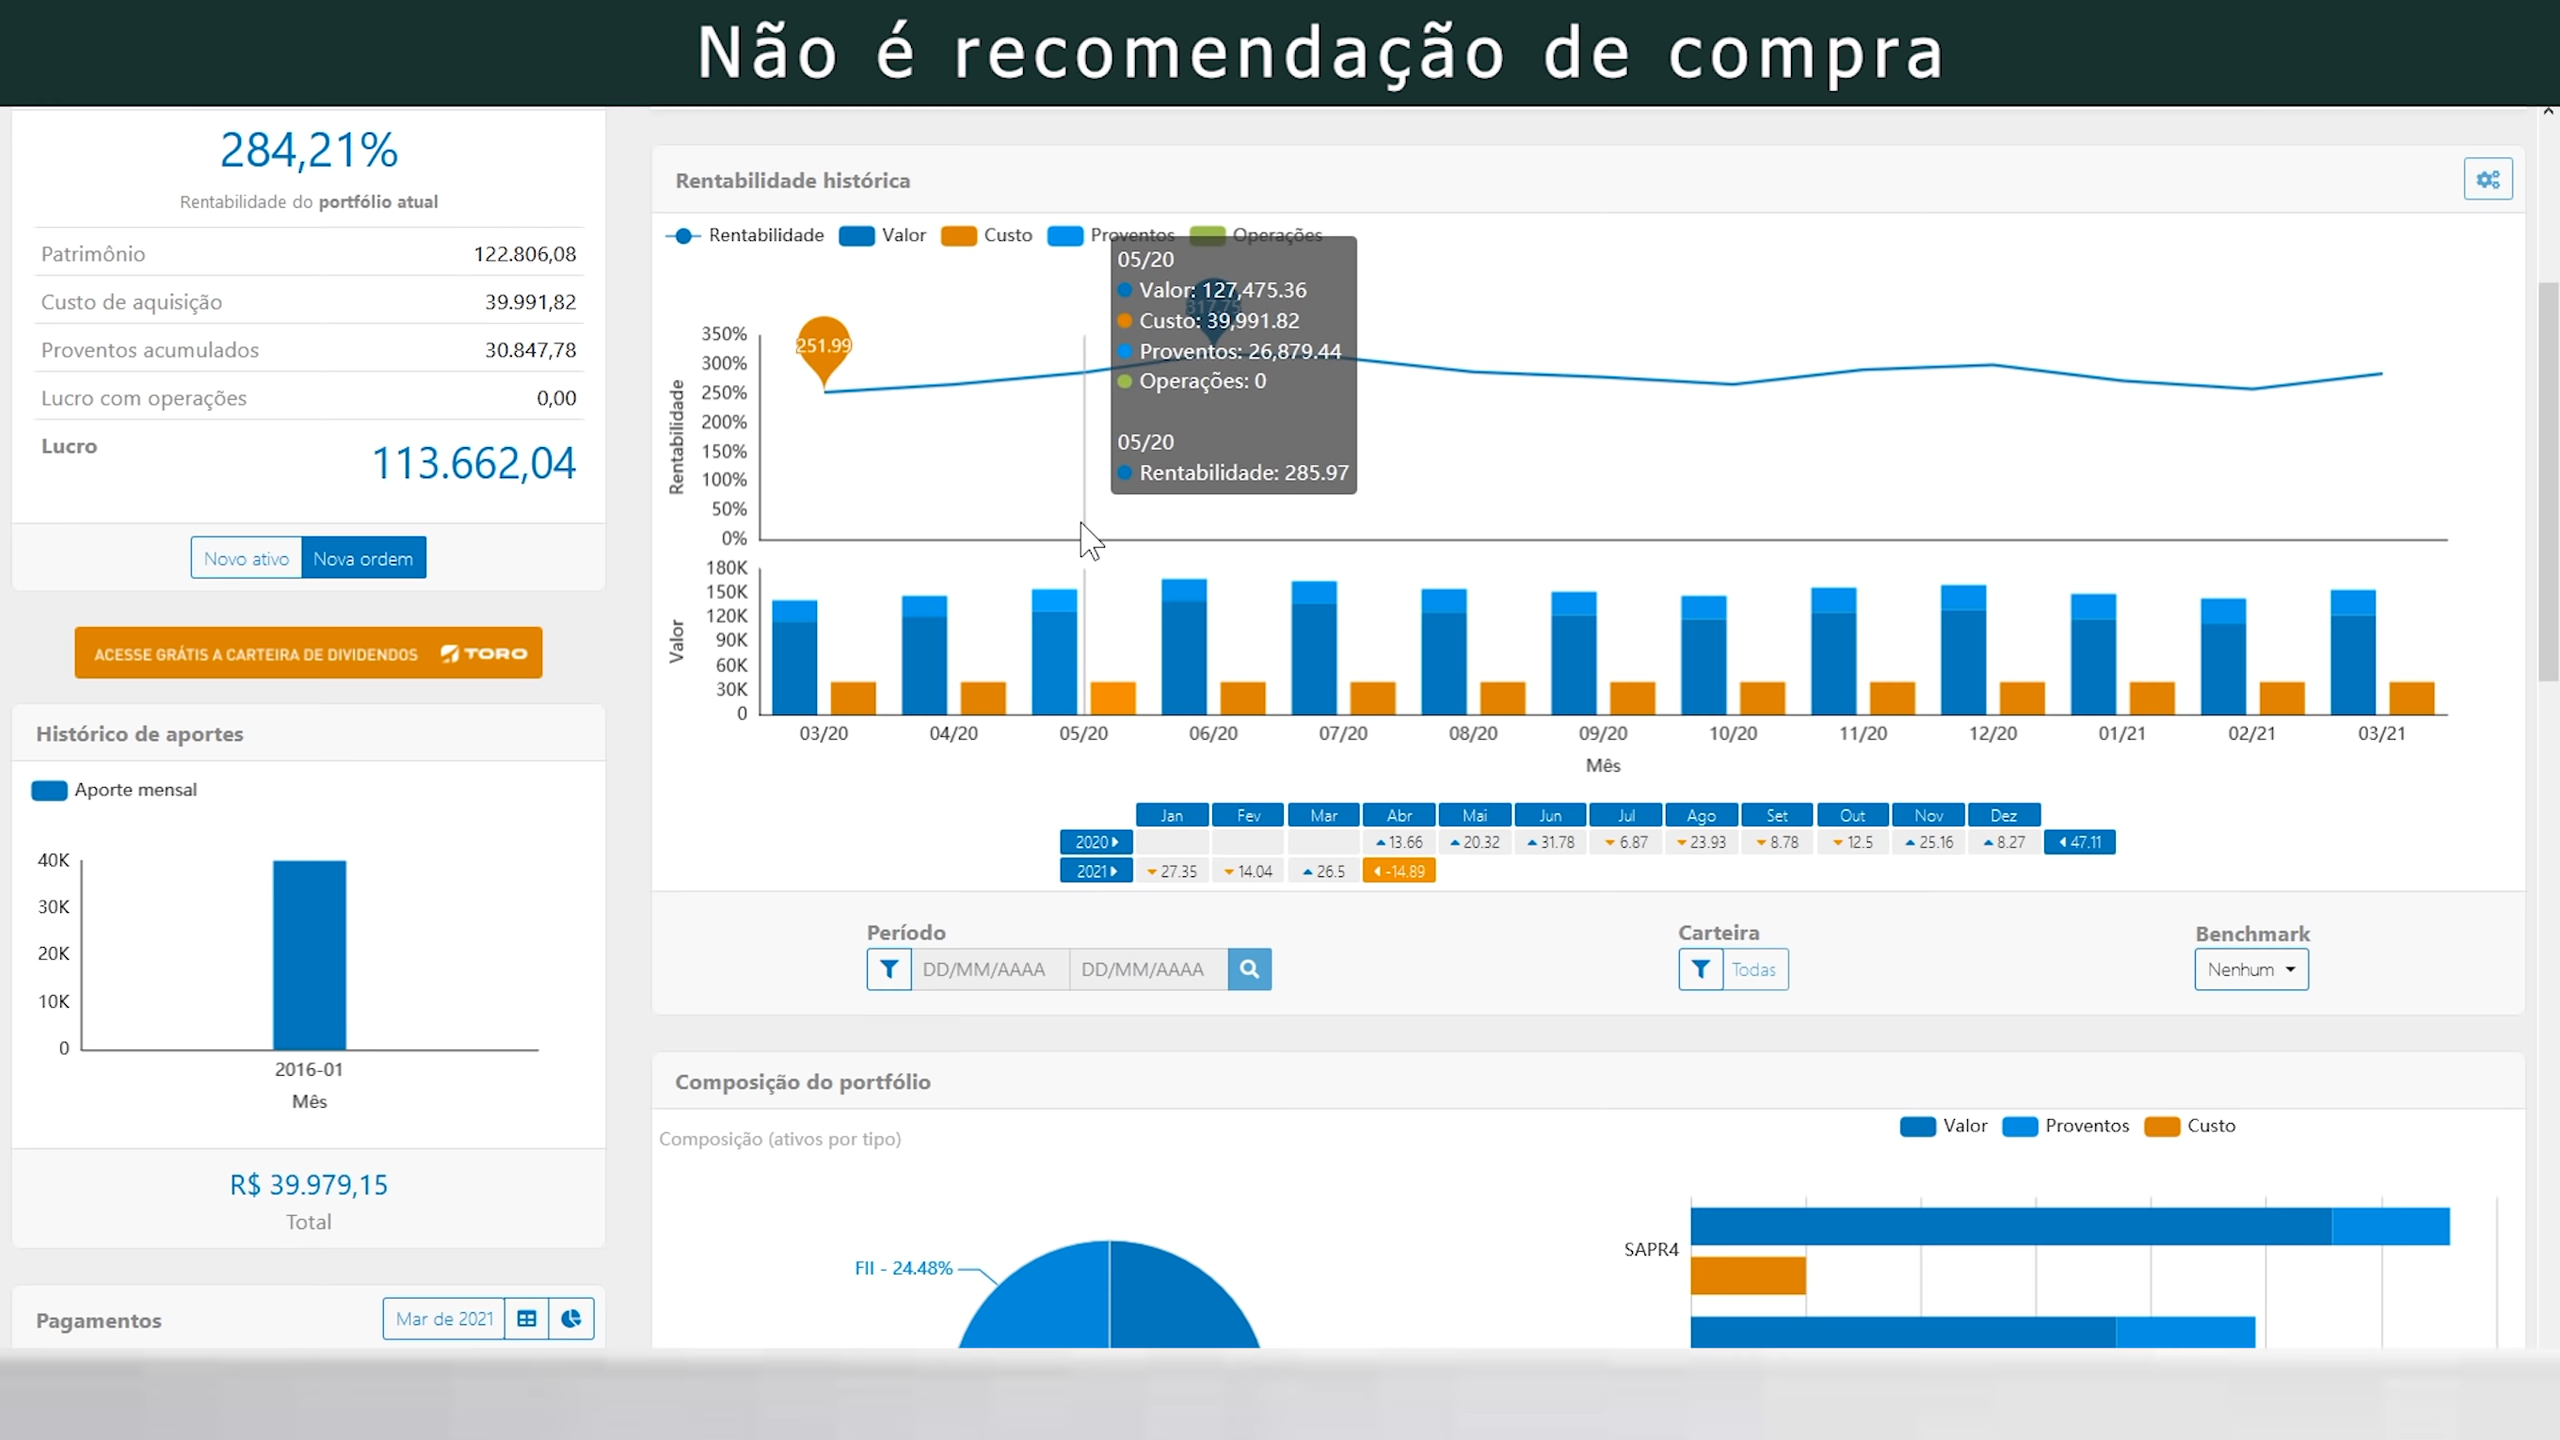 Não é recomendação de compra
284,21%
Rentabilidade do portfólio atual
Patrimônio 122.806,08
Custo de aquisição 39.991,82
Proventos acumulados 30.847,78
Lucro com operações 0,00
Lucro 113.662,04
Novo ativo Nova ordem
ACESSE GRÁTIS A CARTEIRA DE DIVIDENDOS TORO
Histórico de aportes
Aporte mensal
40K
30K
20K
10K
0
2016-01
Mês
R$ 39.979,15
Total
Pagamentos Mar de 2021
Rentabilidade histórica
Rentabilidade Valor Custo Proventos Operações
05/20
Valor: 127,475.36
Custo: 39,991.82
Proventos: 26,879.44
Operações: 0
05/20
Rentabilidade: 285.97
251.99
Rentabilidade
350%
300%
250%
200%
150%
100%
50%
0%
Valor
180K
150K
120K
90K
60K
30K
0
03/20 04/20 05/20 06/20 07/20 08/20 09/20 10/20 11/20 12/20 01/21 02/21 03/21
Mês
Jan Fev Mar Abr Mai Jun Jul Ago Set Out Nov Dez
2020 13.66 20.32 31.78 6.87 23.93 8.78 12.5 25.16 8.27 47.11
2021 27.35 14.04 26.5 -14.89
Período Carteira Benchmark
DD/MM/AAAA DD/MM/AAAA Todas Nenhum
Composição do portfólio
Composição (ativos por tipo)
Valor Proventos Custo
FII - 24.48%
SAPR4